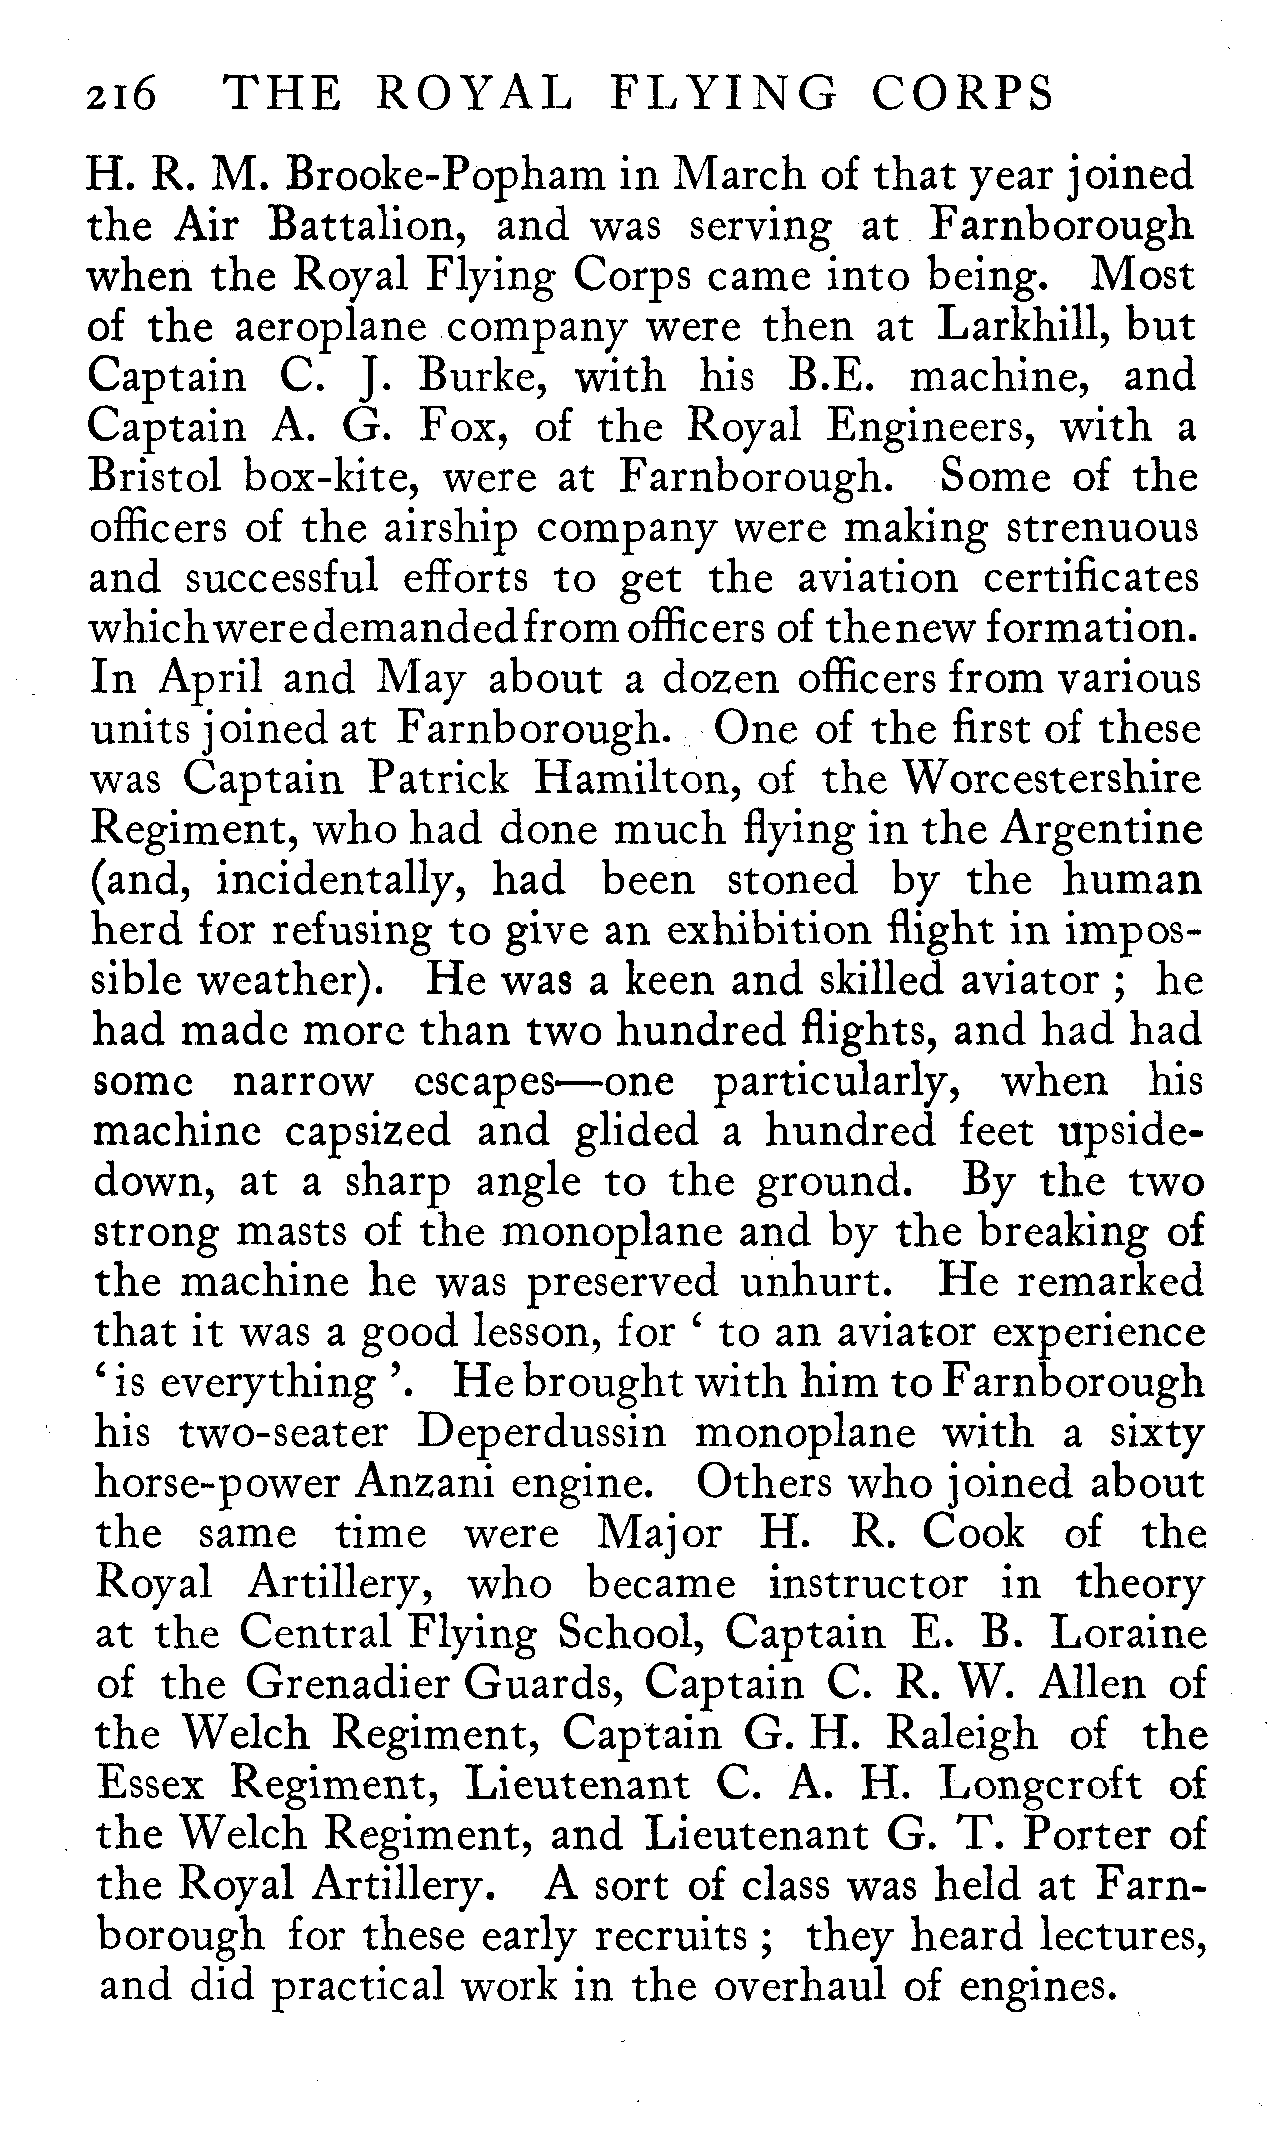 216 THE ROYAL FLYING CORPS
H. R. M. Brooke-Popham in March of that year joined
the Air Battalion, and was serving at Farnborough
when the Royal Flying Corps came into being. Most
of the aeroplane company were then at Larkhill, but
Captain C. J. Burke, with his B.E. machine, and
Captain A. G. Fox, of the Royal Engineers, with a
Bristol box-kite, were at Farnborough. Some of the
officers of the airship company were making strenuous
and successful efforts to get the aviation certificates
which were demanded from officers of the new formation.
In April and May about a dozen officers from various
units joined at Farnborough. One of the first of these
was Captain Patrick Hamilton, of the Worcestershire
Regiment, who had done much flying in the Argentine
(and, incidentally, had been stoned by the human
herd for refusing to give an exhibition flight in impos-
sible weather). He was a keen and skilled aviator ; he
had made more than two hundred flights, and had had
some narrow escapes—one particularly, when his
machine capsized and glided a hundred feet upside-
down, at a sharp angle to the ground. By the two
strong masts of the monoplane and by the breaking of
the machine he was preserved unhurt. He remarked
that it was a good lesson, for ‘ to an aviator experience
‘ is everything ’. He brought with him to Farnborough
his two-seater Deperdussin monoplane with a sixty
horse-power Anzani engine. Others who joined about
the same time were Major H. R. Cook of the
Royal Artillery, who became instructor in theory
at the Central Flying School, Captain E. B. Loraine
of the Grenadier Guards, Captain C. R. W. Allen of
the Welch Regiment, Captain G. H. Raleigh of the
Essex Regiment, Lieutenant C. A. H. Longcroft of
the Welch Regiment, and Lieutenant G. T. Porter of
the Royal Artillery. A sort of class was held at Farn-
borough for these early recruits ; they heard lectures,
and did practical work in the overhaul of engines.